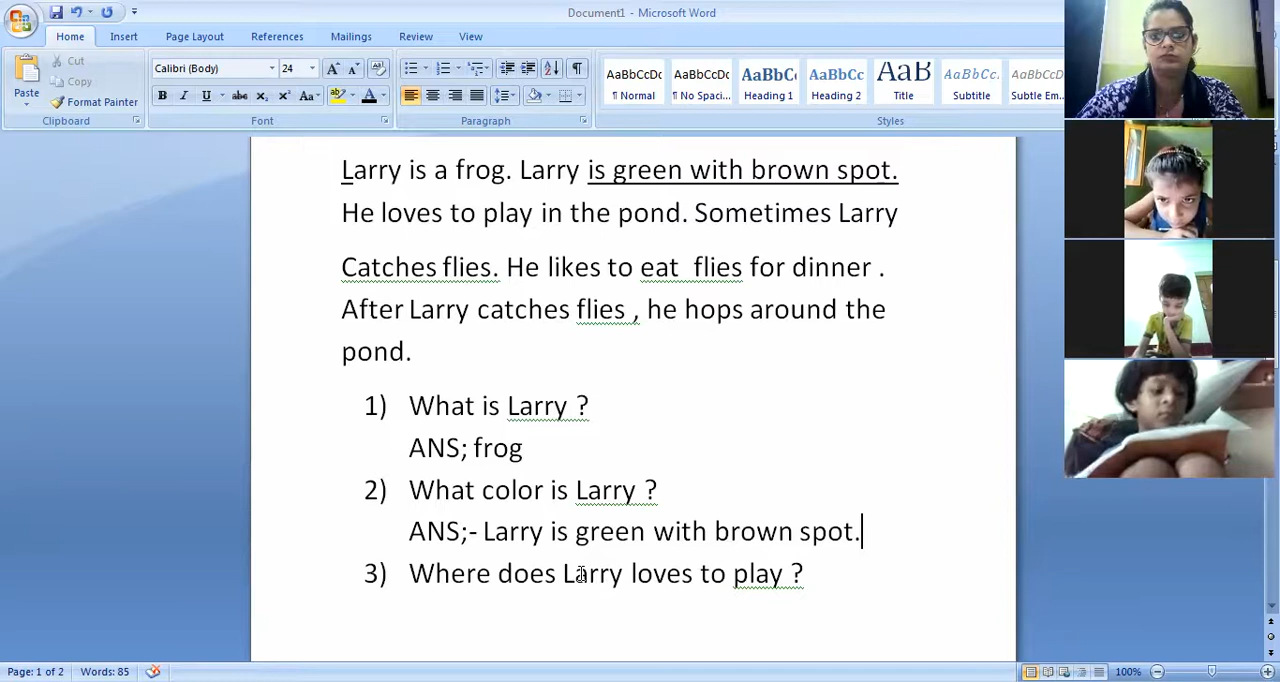 Document1 - Microsoft Word
Home Insert Page Layout References Mailings Review View
Paste
Cut
Copy
Format Painter
Clipboard
Calibri (Body) 24
Font
Paragraph
AaBbCcDc AaBbCcDc AaBbC AaBbCc AaB AaBbCc. AaBbCcD
¶ Normal ¶ No Spaci... Heading 1 Heading 2 Title Subtitle Subtle Em...
Styles
Larry is a frog. Larry is green with brown spot.
He loves to play in the pond. Sometimes Larry
Catches flies. He likes to eat flies for dinner .
After Larry catches flies , he hops around the
pond.
1) What is Larry ?
ANS; frog
2) What color is Larry ?
ANS;- Larry is green with brown spot.
3) Where does Larry loves to play ?
Page: 1 of 2 Words: 85 100%